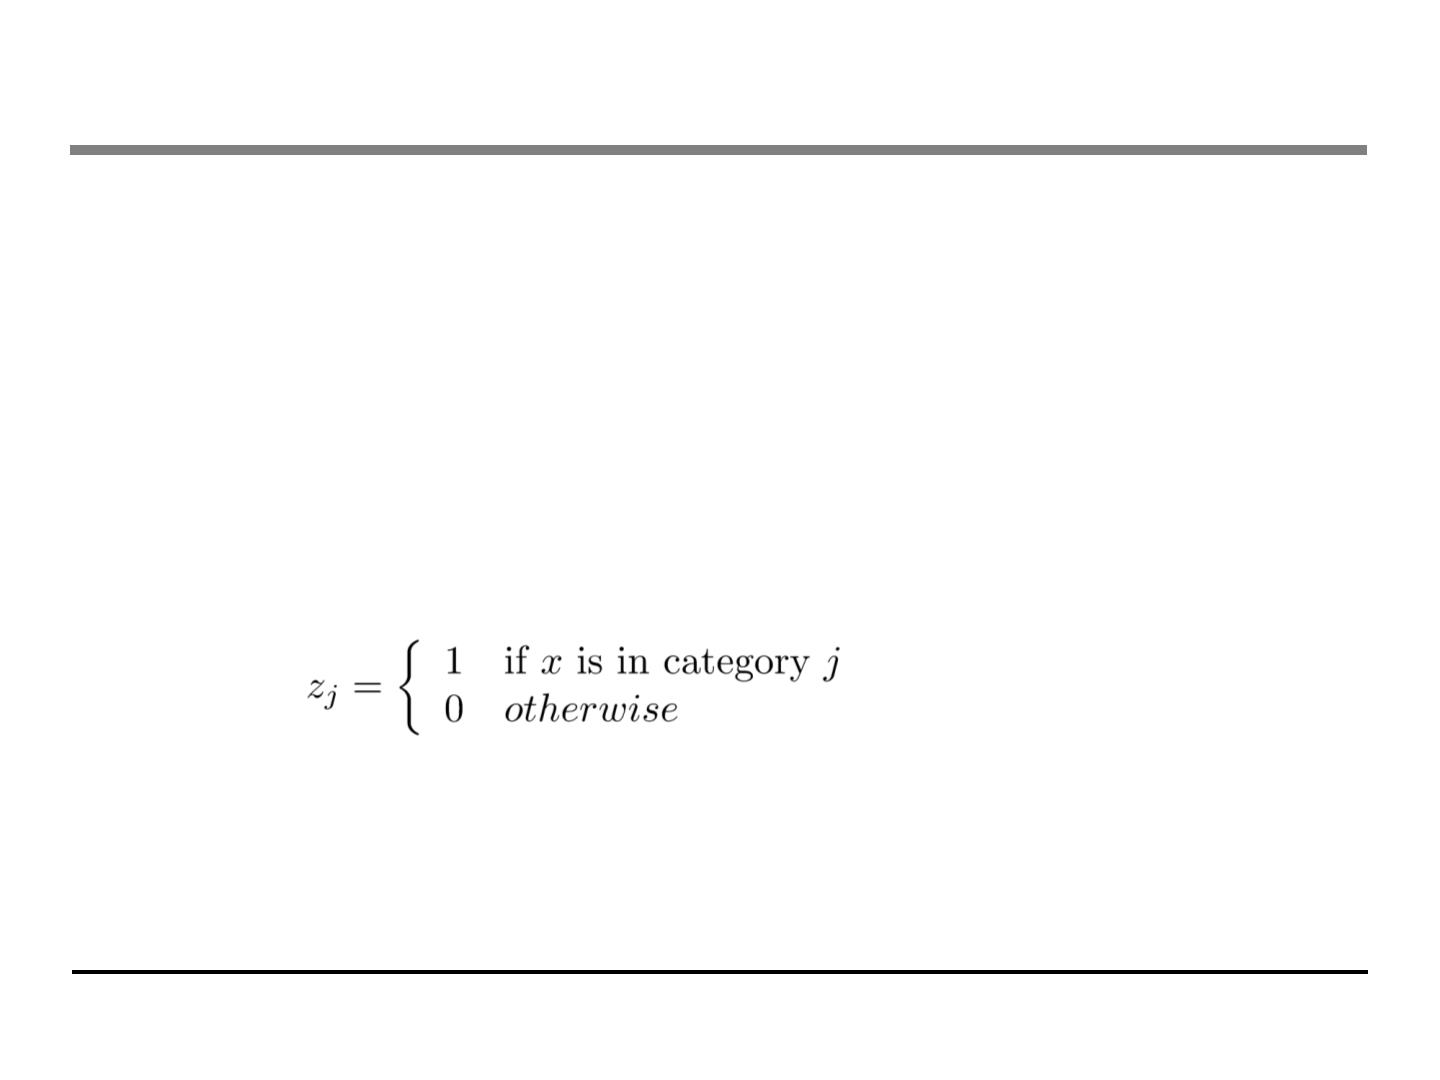 z_j = { 1 if x is in category j
0 otherwise